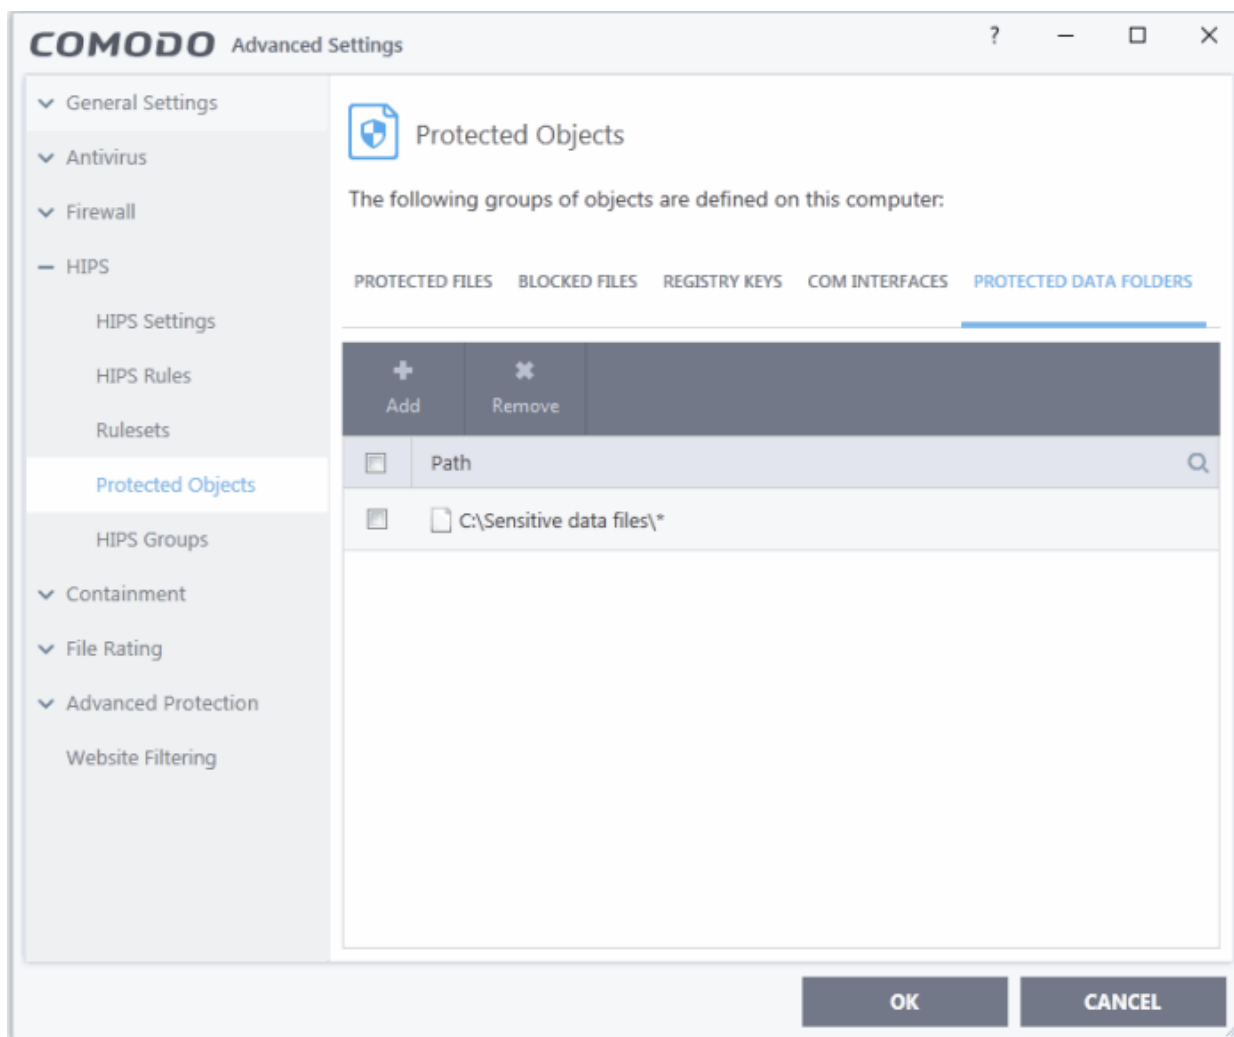 COMODO Advanced Settings ?
General Settings
Antivirus
Firewall
HIPS
HIPS Settings
HIPS Rules
Rulesets
Protected Objects
HIPS Groups
Containment
File Rating
Advanced Protection
Website Filtering
Protected Objects
The following groups of objects are defined on this computer:
PROTECTED FILES BLOCKED FILES REGISTRY KEYS COM INTERFACES PROTECTED DATA FOLDERS
Add Remove
Path
C:\Sensitive data files\*
OK CANCEL